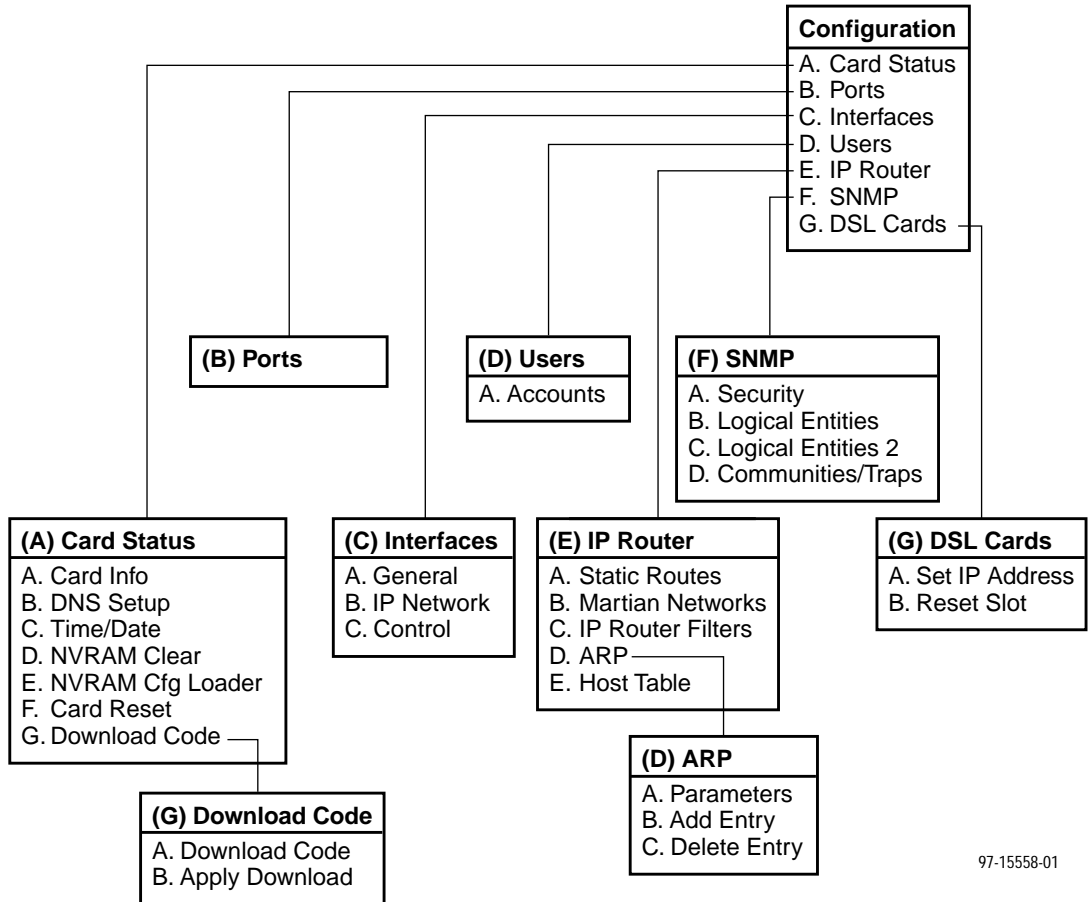 Configuration
A. Card Status
B. Ports
C. Interfaces
D. Users
E. IP Router
F. SNMP
G. DSL Cards
(B) Ports
(D) Users
A. Accounts
(F) SNMP
A. Security
B. Logical Entities
C. Logical Entities 2
D. Communities/Traps
(A) Card Status
A. Card Info
B. DNS Setup
C. Time/Date
D. NVRAM Clear
E. NVRAM Cfg Loader
F. Card Reset
G. Download Code
(C) Interfaces
A. General
B. IP Network
C. Control
(E) IP Router
A. Static Routes
B. Martian Networks
C. IP Router Filters
D. ARP
E. Host Table
(G) DSL Cards
A. Set IP Address
B. Reset Slot
(G) Download Code
A. Download Code
B. Apply Download
(D) ARP
A. Parameters
B. Add Entry
C. Delete Entry
97-15558-01